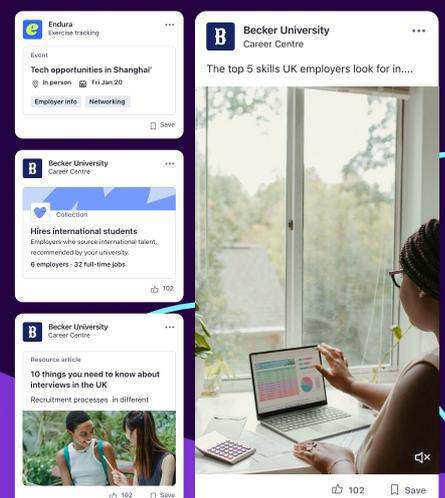 Endura
Exercise tracking
Event
Tech opportunities in Shanghai'
In person
Fri Jan 20
Employer info
Networking
Save
Becker University
Career Centre
Collection
Hires international students
Employers who source international talent,
recommended by your university.
6 employers · 32 full-time jobs
102
Becker University
Career Centre
Resource article
10 things you need to know about
interviews in the UK
Recruitment processes in different
102
Save
B
Becker University
Career Centre
The top 5 skills UK employers look for in....
102
Save